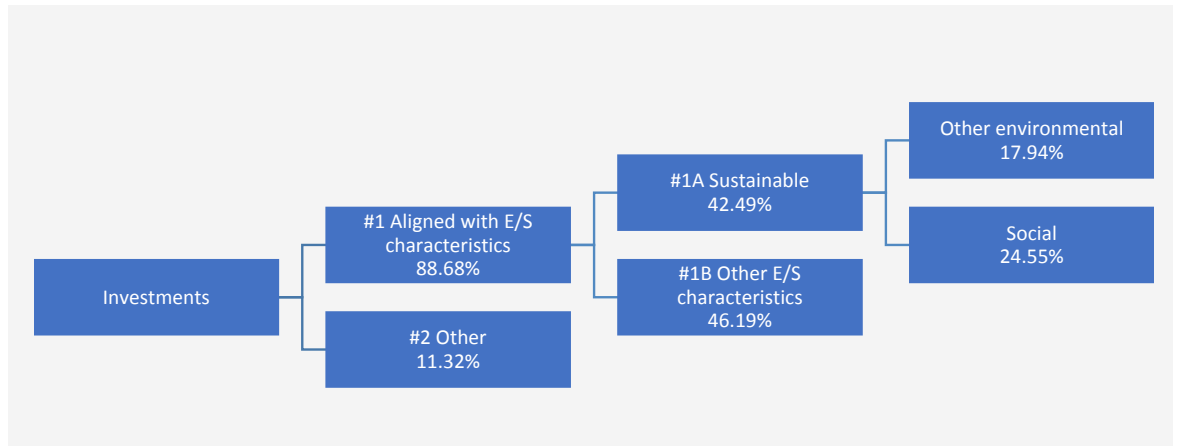 Investments
#1 Aligned with E/S
characteristics
88.68%
#2 Other
11.32%
#1A Sustainable
42.49%
#1B Other E/S
characteristics
46.19%
Other environmental
17.94%
Social
24.55%